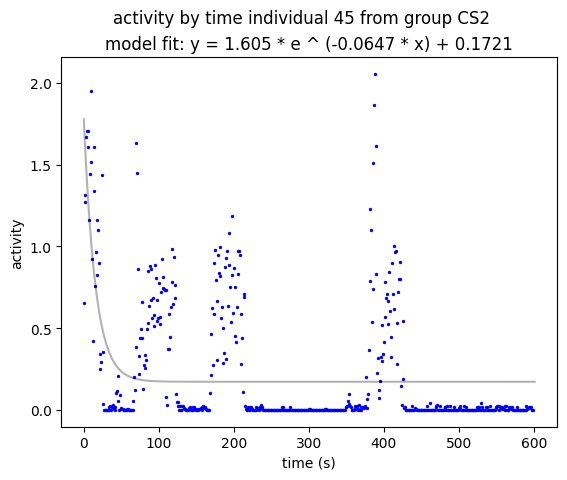 activity by time individual 45 from group CS2
model fit: y = 1.605 * e ^ (-0.0647 * x) + 0.1721
2.0
1.5
1.0
0.5
0.0
activity
0 100 200 300 400 500 600
time (s)